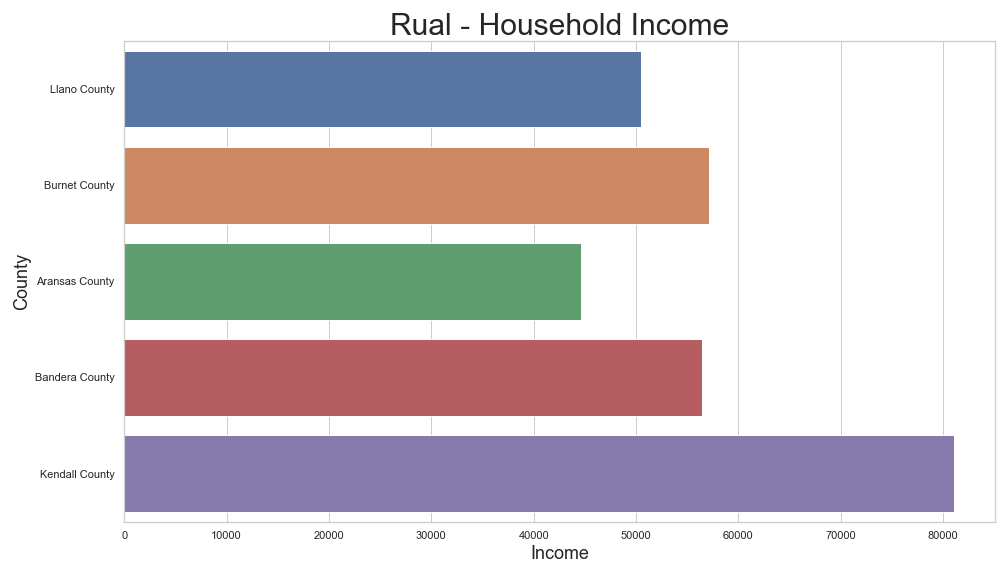 Rual - Household Income
County
Llano County
Burnet County
Aransas County
Bandera County
Kendall County
0 10000 20000 30000 40000 50000 60000 70000 80000
Income